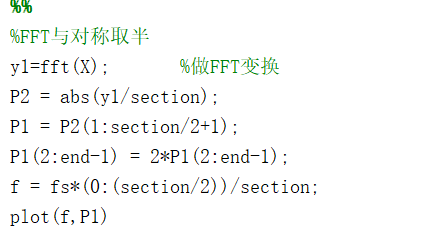 %%
%FFT与对称取半
y1=fft(X);      %做FFT变换
P2 = abs(y1/section);
P1 = P2(1:section/2+1);
P1(2:end-1) = 2*P1(2:end-1);
f = fs*(0:(section/2))/section;
plot(f,P1)